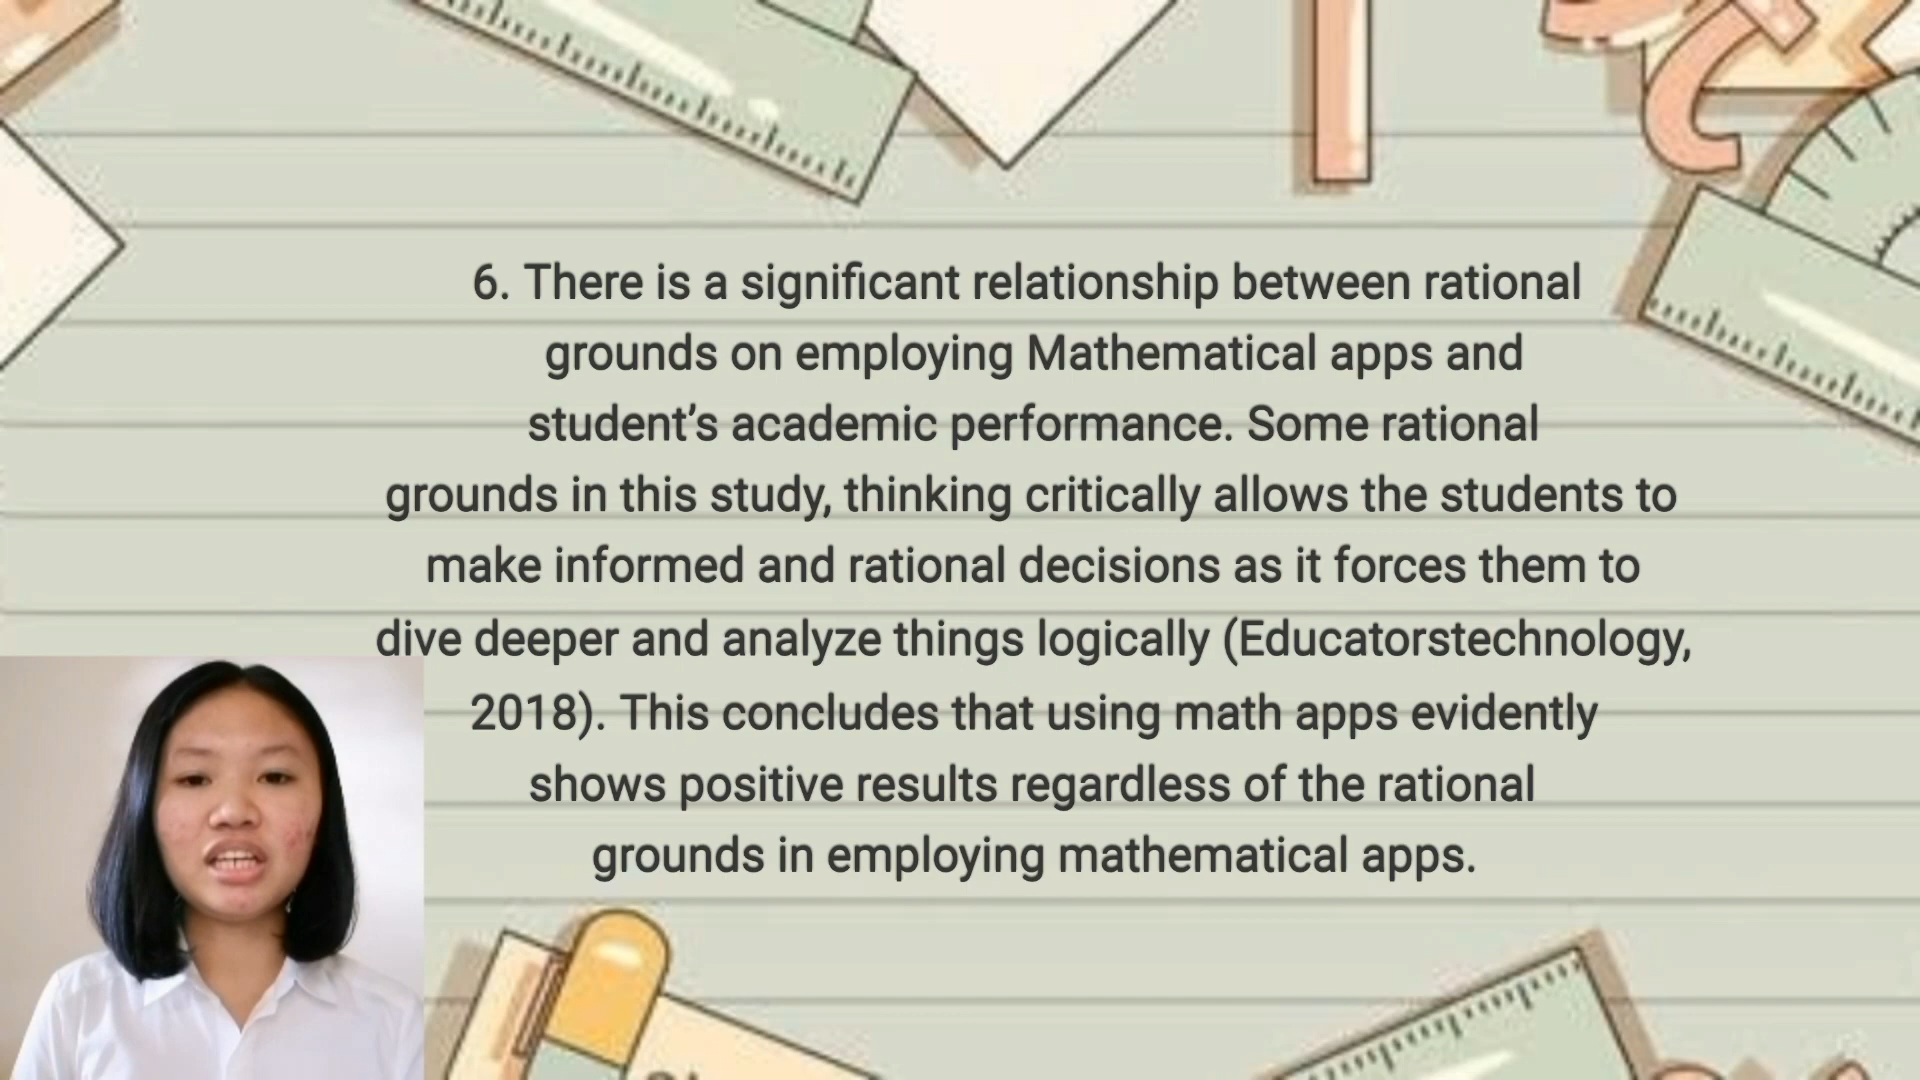 6. There is a significant relationship between rational
grounds on employing Mathematical apps and
student’s academic performance. Some rational
grounds in this study, thinking critically allows the students to
make informed and rational decisions as it forces them to
dive deeper and analyze things logically (Educatorstechnology,
2018). This concludes that using math apps evidently
shows positive results regardless of the rational
grounds in employing mathematical apps.